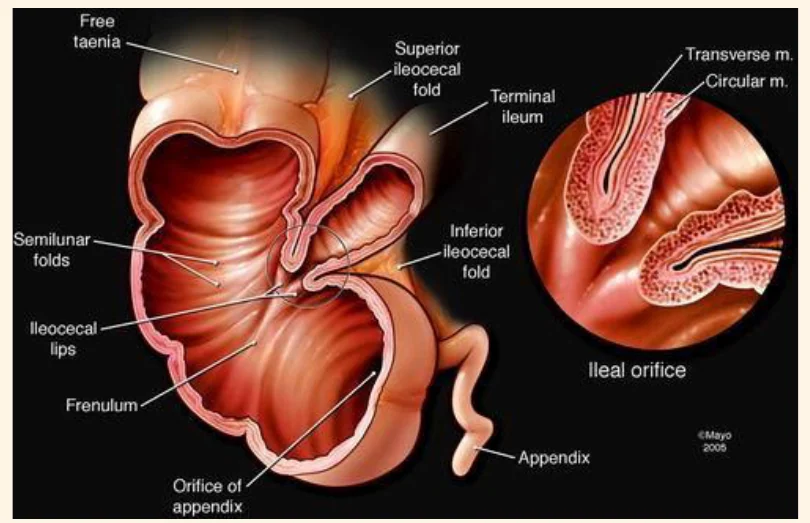 Free
taenia
Superior
ileocecal
fold
Terminal
ileum
Transverse m.
Circular m.
Semilunar
folds
Inferior
ileocecal
fold
Ileocecal
lips
Ileal orifice
Frenulum
Orifice of
appendix
Appendix
©Mayo
2005